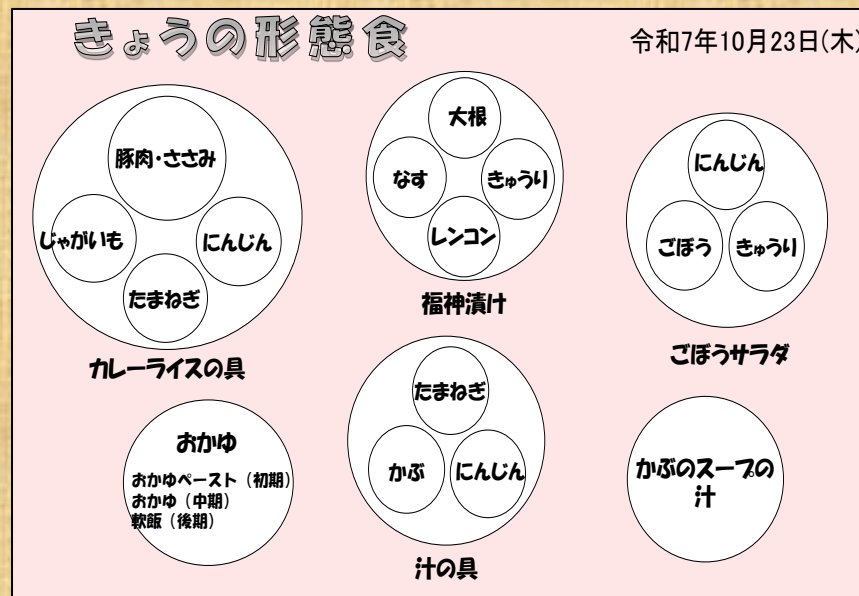 きょうの形態食
令和7年10月23日(木)
豚肉・ささみ
じゃがいも
にんじん
たまねぎ
カレーライスの具
大根
なす
きゅうり
レンコン
福神漬け
にんじん
ごぼう
きゅうり
ごぼうサラダ
おかゆ
おかゆペースト（初期）
おかゆ（中期）
軟飯（後期）
たまねぎ
かぶ
にんじん
汁の具
かぶのスープの
汁